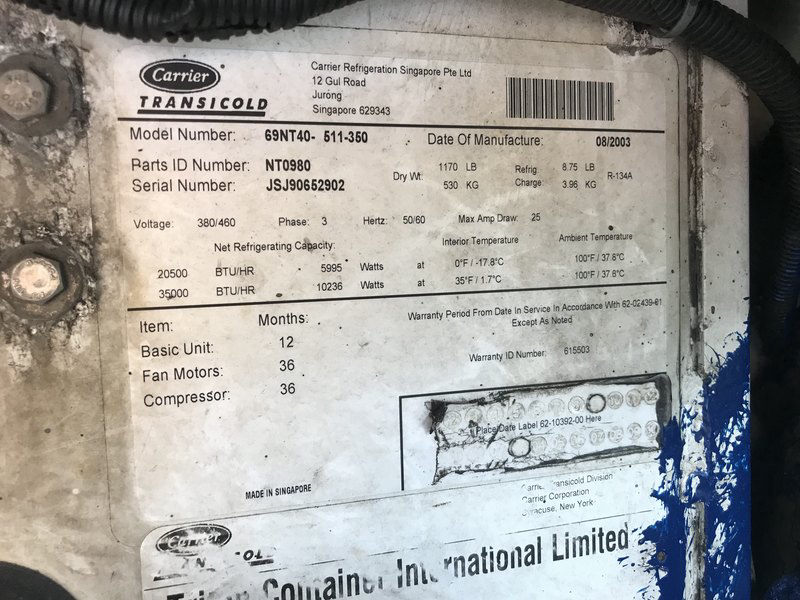 Carrier
TRANSICOLD
Carrier Refrigeration Singapore Pte Ltd
12 Gul Road
Jurong
Singapore 629343
Model Number: 69NT40- 511-350 Date Of Manufacture: 08/2003
Parts ID Number: NT0980
Serial Number: JSJ90652902
Dry Wt: 1170 LB 530 KG
Refrig Charge: 8.75 LB 3.96 KG R-134A
Voltage: 380/460 Phase: 3 Hertz: 50/60 Max Amp Draw: 25
Net Refrigerating Capacity: Interior Temperature Ambient Temperature
20500 BTU/HR 5995 Watts at 0°F / -17.8°C 100°F / 37.8°C
35000 BTU/HR 10236 Watts at 35°F / 1.7°C 100°F / 37.8°C
Item: Months:
Basic Unit: 12
Fan Motors: 36
Compressor: 36
Warranty Period From Date In Service In Accordance With 62-02439-01
Except As Noted
Warranty ID Number: 615503
Place Date Label 62-10392-00 Here
MADE IN SINGAPORE
Carrier Transicold Division
Carrier Corporation
Syracuse, New York
Carrier
Container International Limited